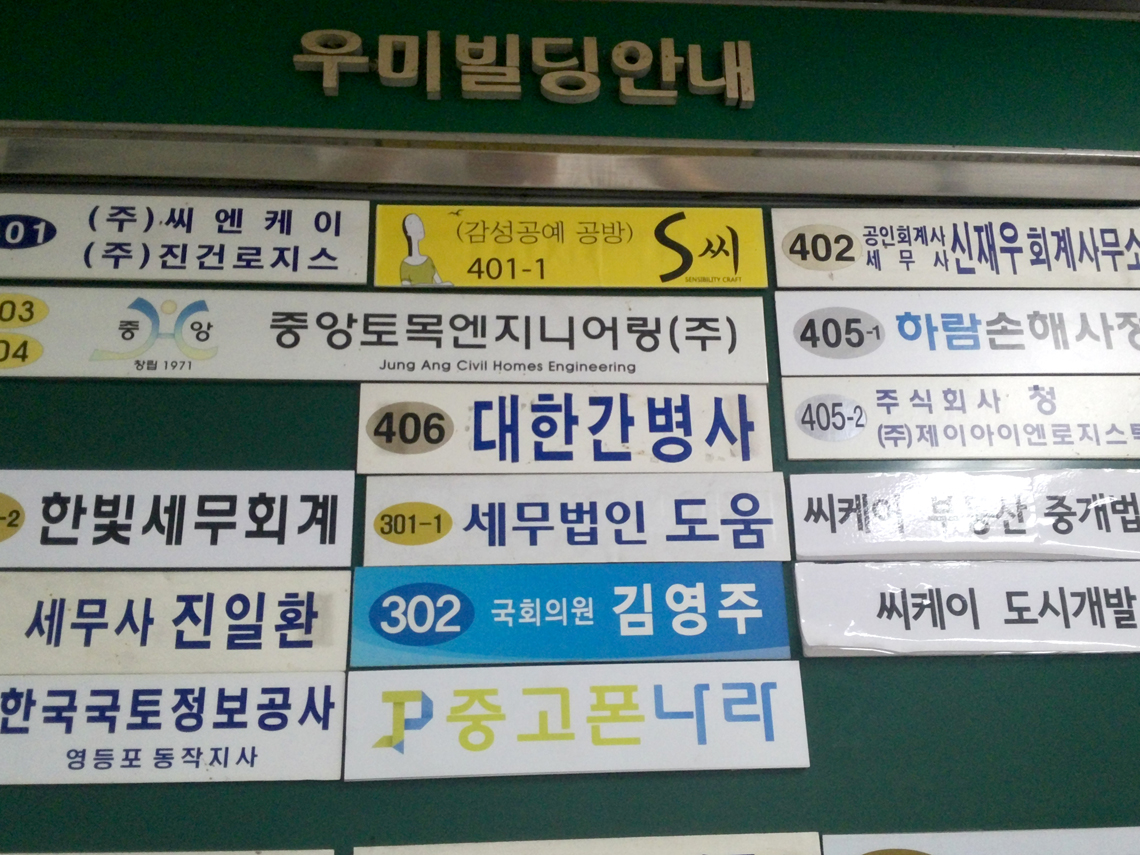 우미빌딩안내
01
(주)씨엔케이
(주)진건로지스
(감성공예 공방)
401-1
S씨
SENSIBILITY CRAFT
402
공인회계사
세무사
신재우회계사무소
03
04
중앙
창립 1971
중앙토목엔지니어링(주)
Jung Ang Civil Homes Engineering
405-1
하람손해사정
406
대한간병사
405-2
주식회사 청
(주)제이아이엔로지스틱
-2
한빛세무회계
301-1
세무법인 도움
씨케이 부동산 중개법
세무사 진일환
302
국회의원 김영주
씨케이 도시개발
한국국토정보공사
영등포 동작지사
중고폰나라